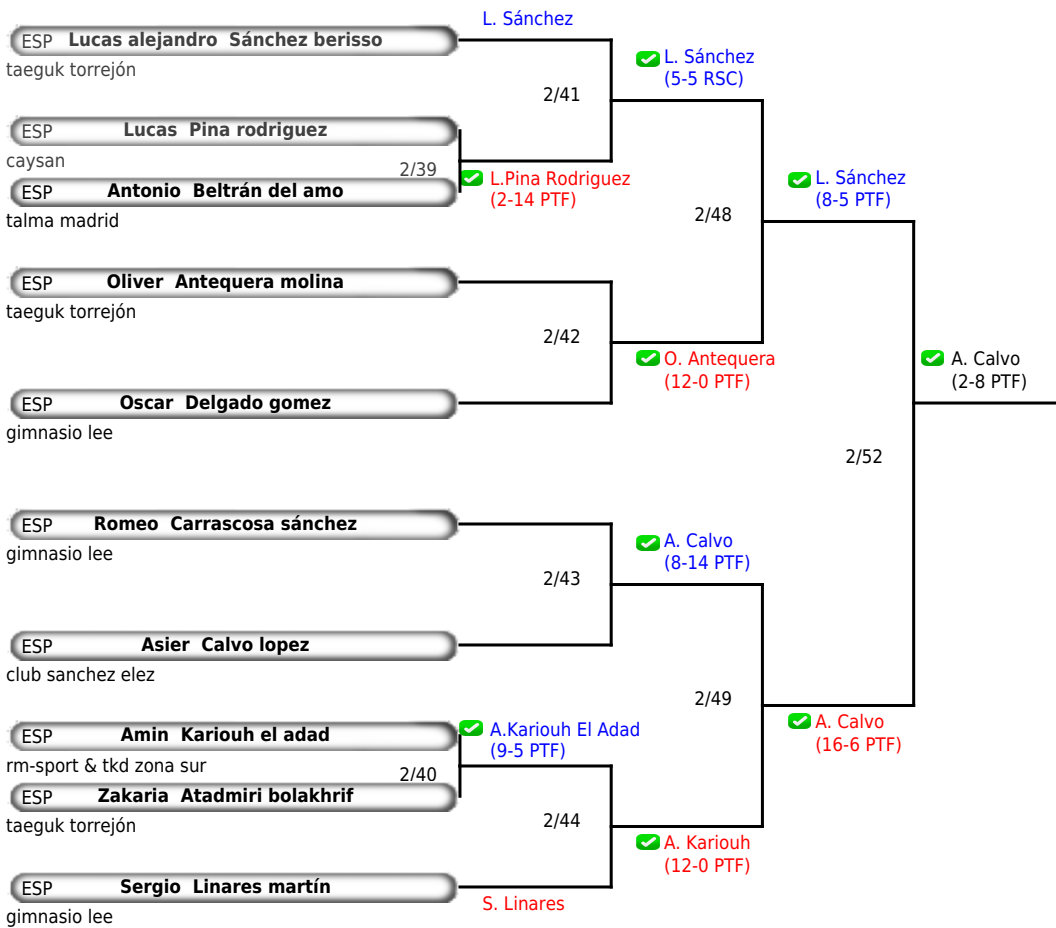 L. Sánchez
ESP Lucas alejandro Sánchez berisso
taeguk torrejón
L. Sánchez
(5-5 RSC)
2/41
ESP Lucas Pina rodriguez
caysan
2/39
L.Pina Rodriguez
(2-14 PTF)
ESP Antonio Beltrán del amo
talma madrid
L. Sánchez
(8-5 PTF)
2/48
ESP Oliver Antequera molina
taeguk torrejón
2/42
O. Antequera
(12-0 PTF)
A. Calvo
(2-8 PTF)
ESP Oscar Delgado gomez
gimnasio lee
2/52
ESP Romeo Carrascosa sánchez
gimnasio lee
A. Calvo
(8-14 PTF)
2/43
ESP Asier Calvo lopez
club sanchez elez
2/49
A. Calvo
(16-6 PTF)
ESP Amin Kariouh el adad
rm-sport & tkd zona sur
A.Kariouh El Adad
(9-5 PTF)
2/40
ESP Zakaria Atadmiri bolakhrif
taeguk torrejón
2/44
A. Kariouh
(12-0 PTF)
ESP Sergio Linares martín
gimnasio lee
S. Linares